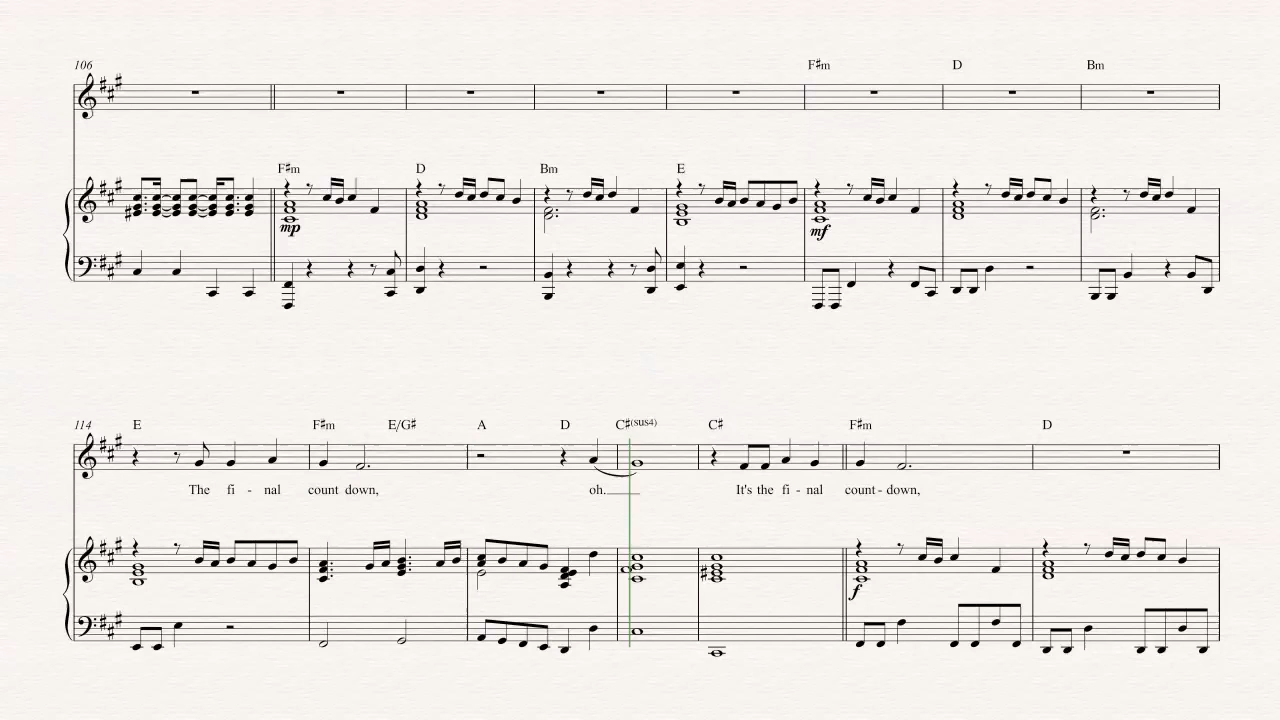 106
F♯m D Bm
F♯m D Bm E
mp mf
114
E F♯m E/G♯ A D C♯(sus4) C♯ F♯m D
The fi - nal count down, oh. It's the fi - nal count - down,
f